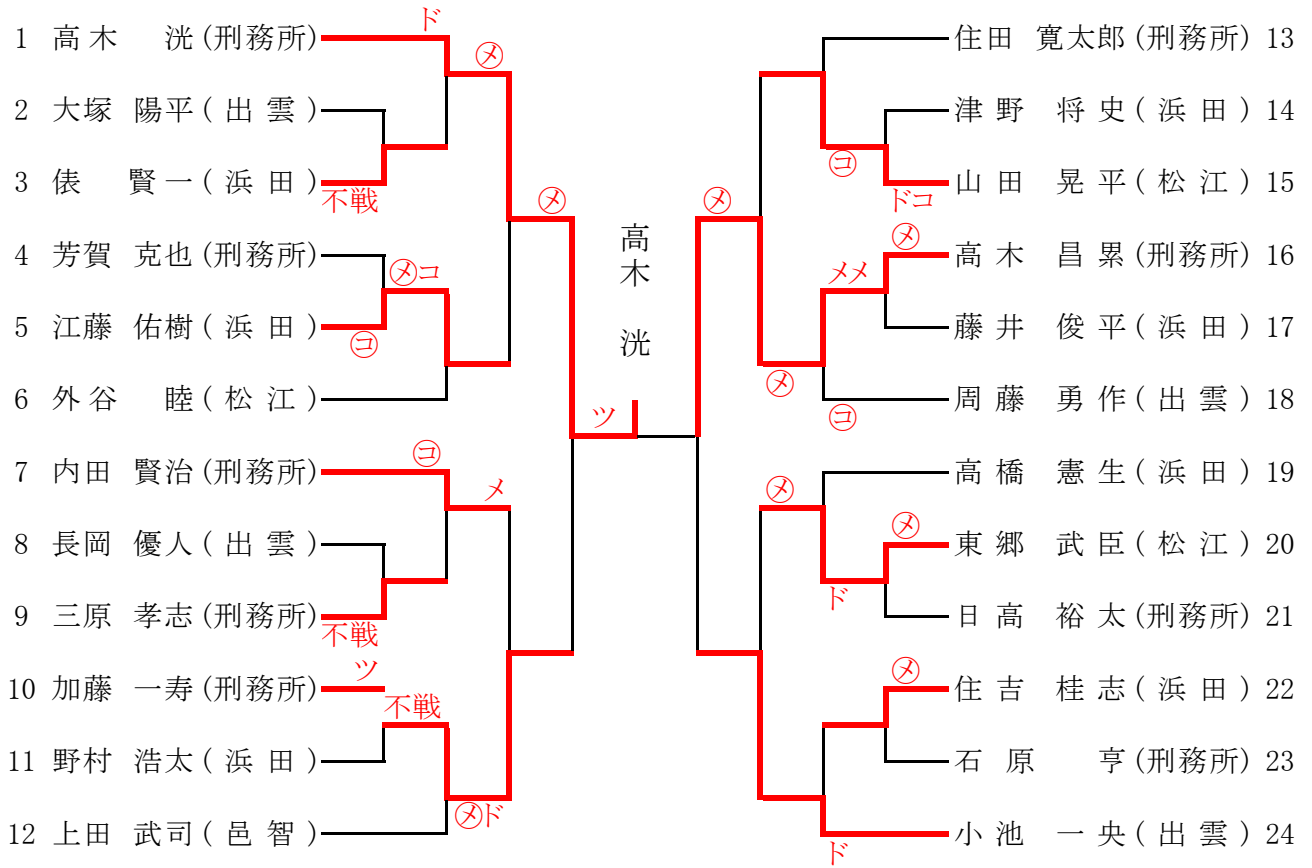 ド
1 高木 洸 (刑務所)
㋱
2 大塚 陽平 ( 出 雲 )
3 俵 賢一 ( 浜 田 )
不戦
㋱
4 芳賀 克也 (刑務所)
㋱コ
5 江藤 佑樹 ( 浜 田 )
㋙
6 外谷 睦 ( 松 江 )
7 内田 賢治 (刑務所)
㋙
メ
8 長岡 優人 ( 出 雲 )
9 三原 孝志 (刑務所)
不戦
ツ
10 加藤 一寿 (刑務所)
不戦
11 野村 浩太 ( 浜 田 )
㋱ド
12 上田 武司 ( 邑 智 )
高木 洸
ツ
住田 寛太郎 (刑務所) 13
津野 将史 ( 浜 田 ) 14
㋙
山田 晃平 ( 松 江 ) 15
ドコ
㋱
㋱
高木 昌累 (刑務所) 16
メメ
藤井 俊平 ( 浜 田 ) 17
㋱
周藤 勇作 ( 出 雲 ) 18
㋙
高橋 憲生 ( 浜 田 ) 19
㋱
㋱
東郷 武臣 ( 松 江 ) 20
ド
日高 裕太 (刑務所) 21
㋱
住吉 桂志 ( 浜 田 ) 22
石原 亨 (刑務所) 23
小池 一央 ( 出 雲 ) 24
ド